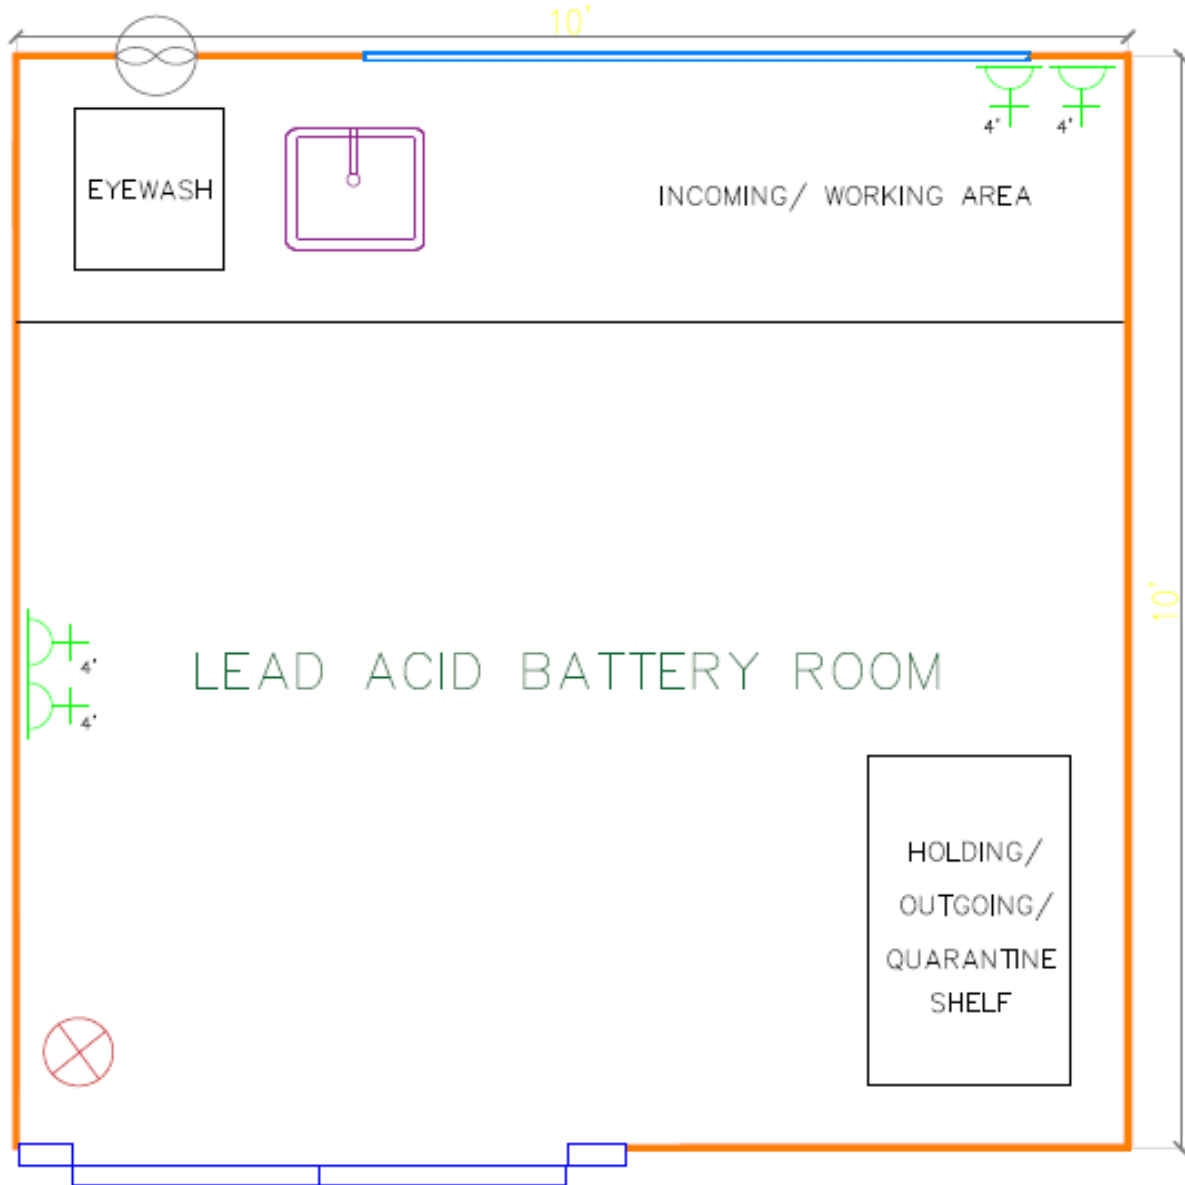 10'
4' 4'
EYEWASH
INCOMING/ WORKING AREA
10'
4'
LEAD ACID BATTERY ROOM
4'
HOLDING/
OUTGOING/
QUARANTINE
SHELF